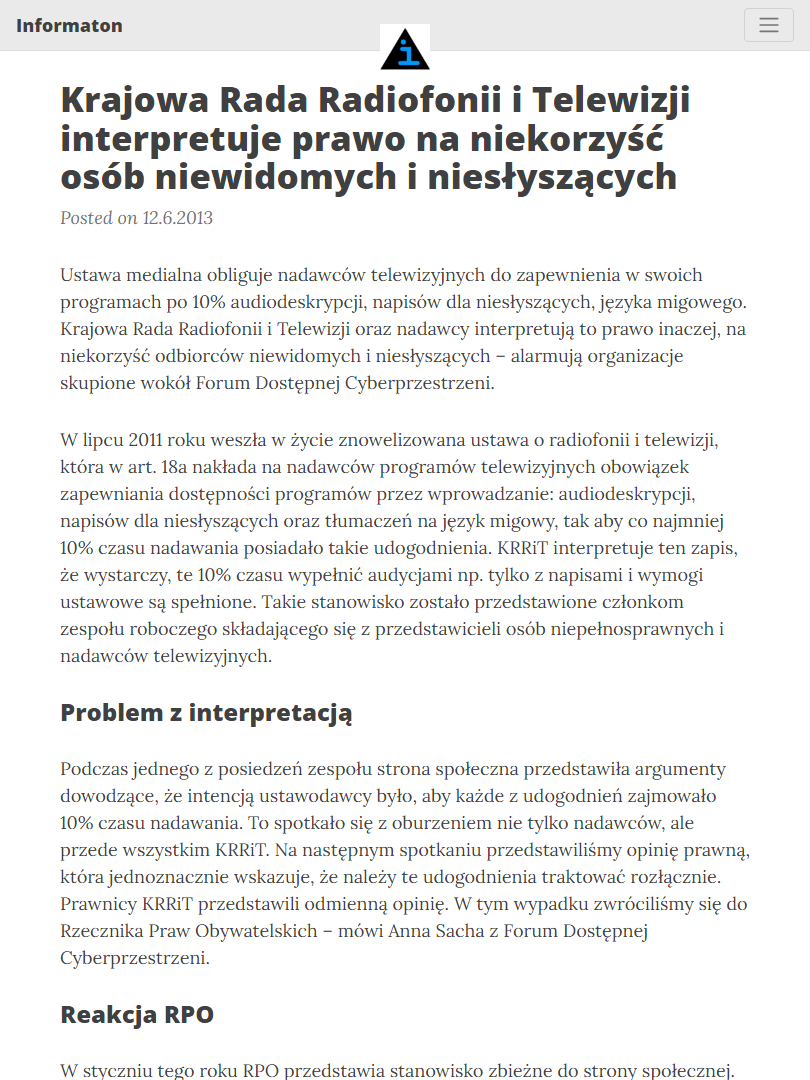 Informaton
i
Krajowa Rada Radiofonii i Telewizji
interpretuje prawo na niekorzyść
osób niewidomych i niesłyszących
Posted on 12.6.2013
Ustawa medialna obliguje nadawców telewizyjnych do zapewnienia w swoich
programach po 10% audiodeskrypcji, napisów dla niesłyszących, języka migowego.
Krajowa Rada Radiofonii i Telewizji oraz nadawcy interpretują to prawo inaczej, na
niekorzyść odbiorców niewidomych i niesłyszących – alarmują organizacje
skupione wokół Forum Dostępnej Cyberprzestrzeni.
W lipcu 2011 roku weszła w życie znowelizowana ustawa o radiofonii i telewizji,
która w art. 18a nakłada na nadawców programów telewizyjnych obowiązek
zapewniania dostępności programów przez wprowadzanie: audiodeskrypcji,
napisów dla niesłyszących oraz tłumaczeń na język migowy, tak aby co najmniej
10% czasu nadawania posiadało takie udogodnienia. KRRiT interpretuje ten zapis,
że wystarczy, te 10% czasu wypełnić audycjami np. tylko z napisami i wymogi
ustawowe są spełnione. Takie stanowisko zostało przedstawione członkom
zespołu roboczego składającego się z przedstawicieli osób niepełnosprawnych i
nadawców telewizyjnych.
Problem z interpretacją
Podczas jednego z posiedzeń zespołu strona społeczna przedstawiła argumenty
dowodzące, że intencją ustawodawcy było, aby każde z udogodnień zajmowało
10% czasu nadawania. To spotkało się z oburzeniem nie tylko nadawców, ale
przede wszystkim KRRiT. Na następnym spotkaniu przedstawiliśmy opinię prawną,
która jednoznacznie wskazuje, że należy te udogodnienia traktować rozłącznie.
Prawnicy KRRiT przedstawili odmienną opinię. W tym wypadku zwróciliśmy się do
Rzecznika Praw Obywatelskich – mówi Anna Sacha z Forum Dostępnej
Cyberprzestrzeni.
Reakcja RPO
W styczniu tego roku RPO przedstawia stanowisko zbieżne do strony społecznej.